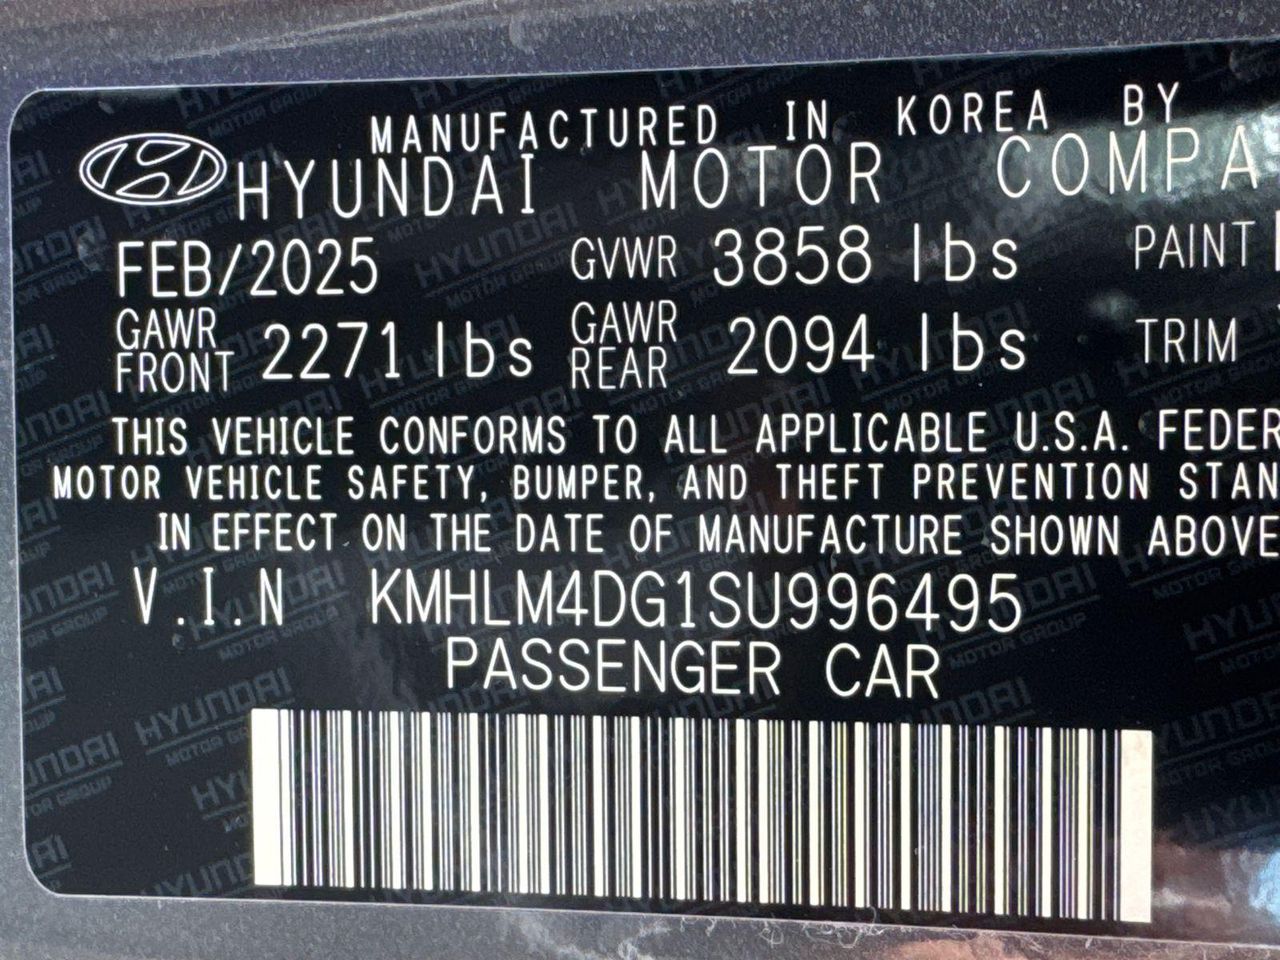 MANUFACTURED IN KOREA BY
HYUNDAI MOTOR COMPA
FEB/2025 GVWR 3858 lbs PAINT
GAWR FRONT 2271 lbs GAWR REAR 2094 lbs TRIM
THIS VEHICLE CONFORMS TO ALL APPLICABLE U.S.A. FEDER
MOTOR VEHICLE SAFETY, BUMPER, AND THEFT PREVENTION STAN
IN EFFECT ON THE DATE OF MANUFACTURE SHOWN ABOVE
V.I.N KMHLM4DG1SU996495
PASSENGER CAR